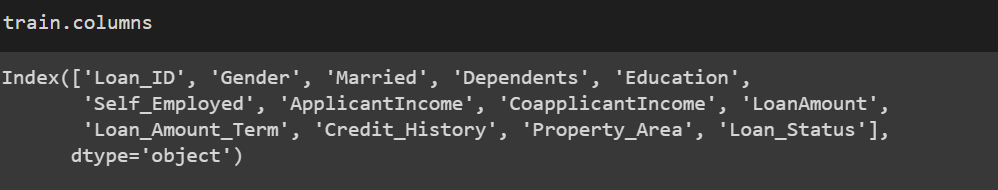 train.columns
Index(['Loan_ID', 'Gender', 'Married', 'Dependents', 'Education',
       'Self_Employed', 'ApplicantIncome', 'CoapplicantIncome', 'LoanAmount',
       'Loan_Amount_Term', 'Credit_History', 'Property_Area', 'Loan_Status'],
      dtype='object')